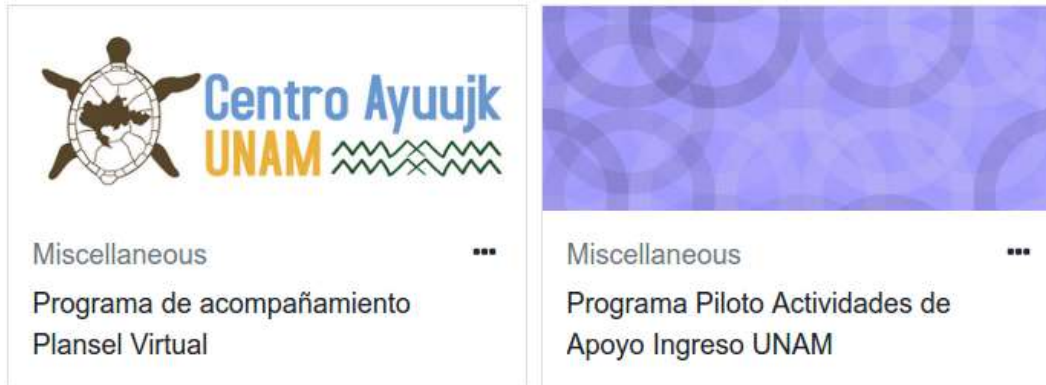 Centro Ayuujk
UNAM
Miscellaneous
Programa de acompañamiento
Plansel Virtual
Miscellaneous
Programa Piloto Actividades de
Apoyo Ingreso UNAM